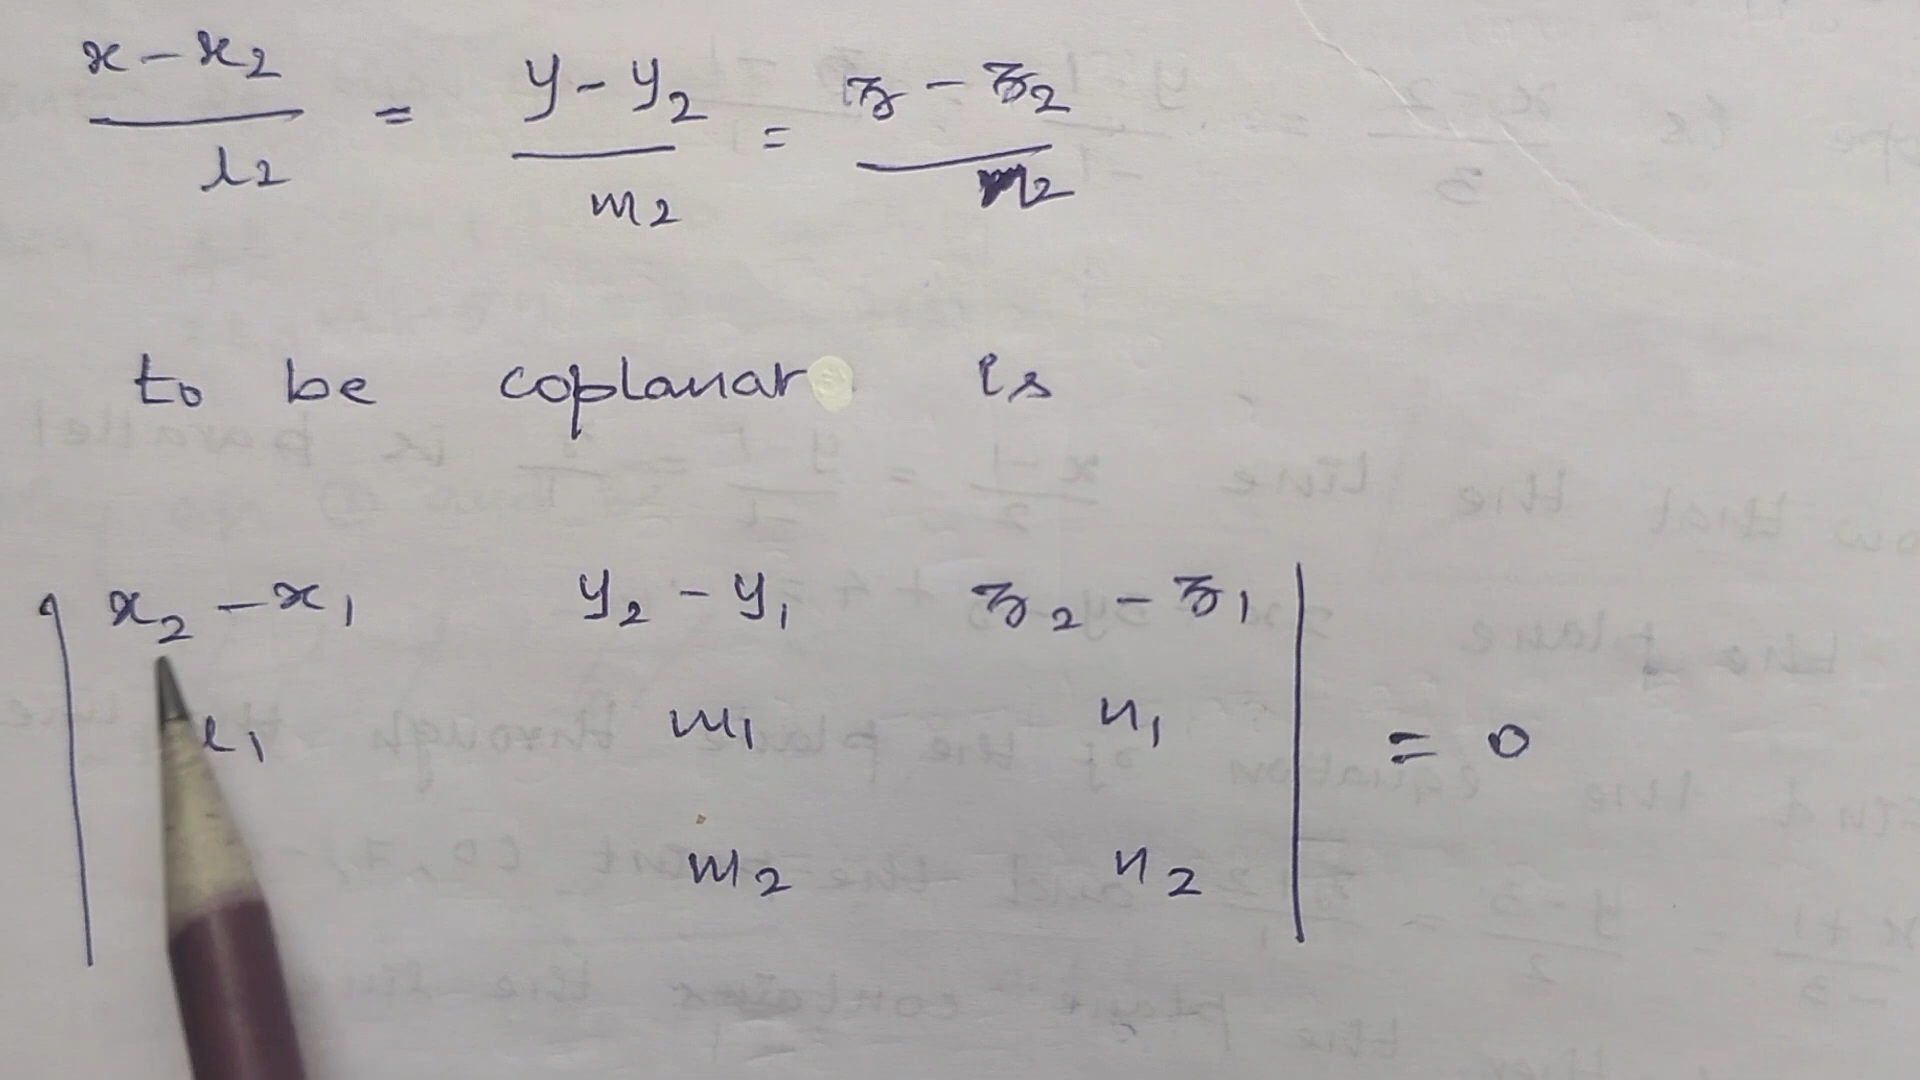 x - x₂ / l₂ = y - y₂ / m₂ = z - z₂ / n₂
to be coplanar is
| x₂ - x₁ y₂ - y₁ z₂ - z₁ |
l₁ m₁ n₁ = 0
m₂ n₂